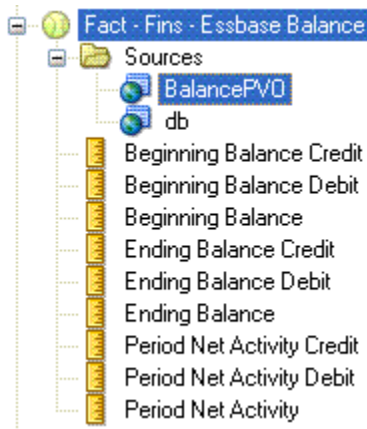 Fact - Fins - Essbase Balance
Sources
BalancePVO
db
Beginning Balance Credit
Beginning Balance Debit
Beginning Balance
Ending Balance Credit
Ending Balance Debit
Ending Balance
Period Net Activity Credit
Period Net Activity Debit
Period Net Activity